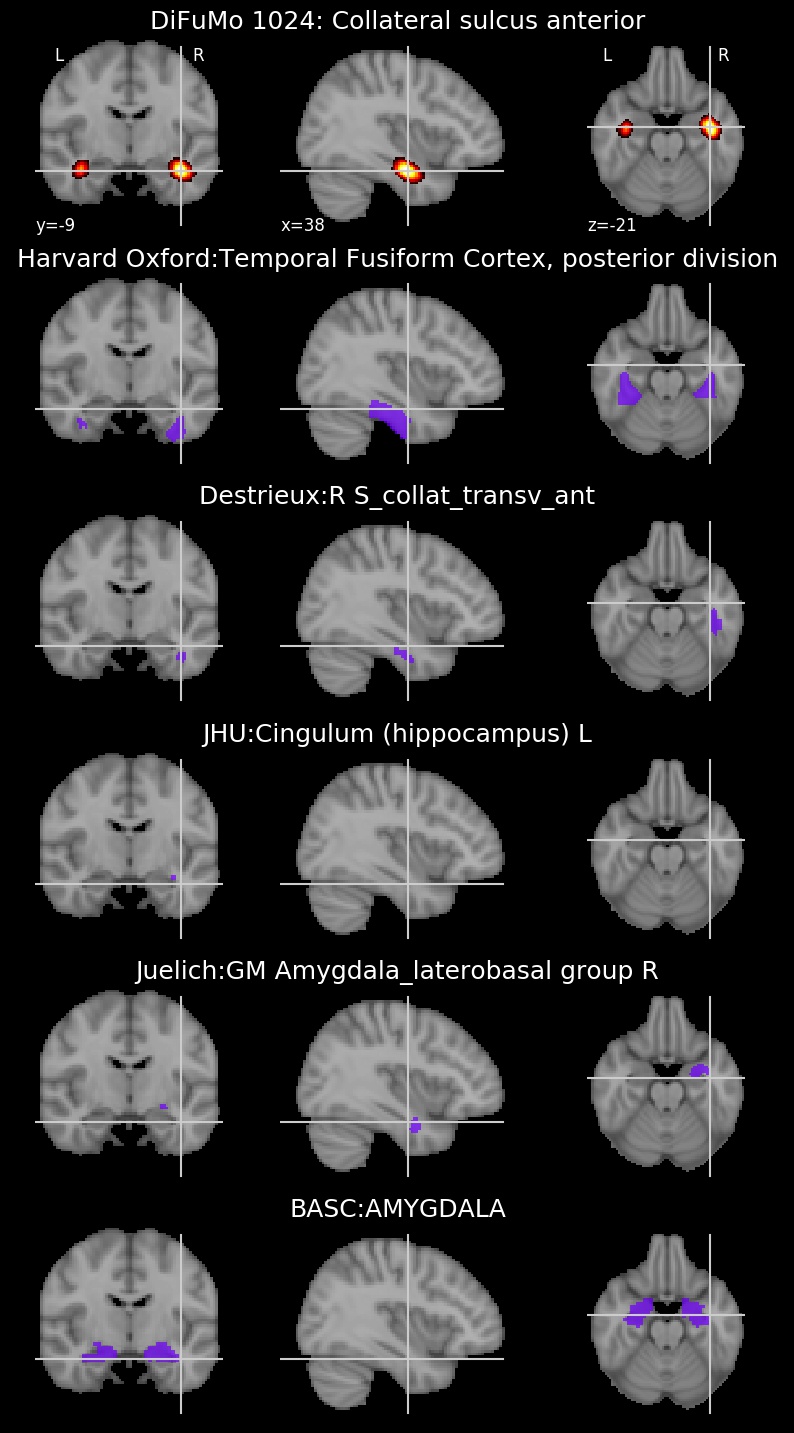 DiFuMo 1024: Collateral sulcus anterior
L R L R
y=-9 x=38 z=-21
Harvard Oxford:Temporal Fusiform Cortex, posterior division
Destrieux:R S_collat_transv_ant
JHU:Cingulum (hippocampus) L
Juelich:GM Amygdala_laterobasal group R
BASC:AMYGDALA